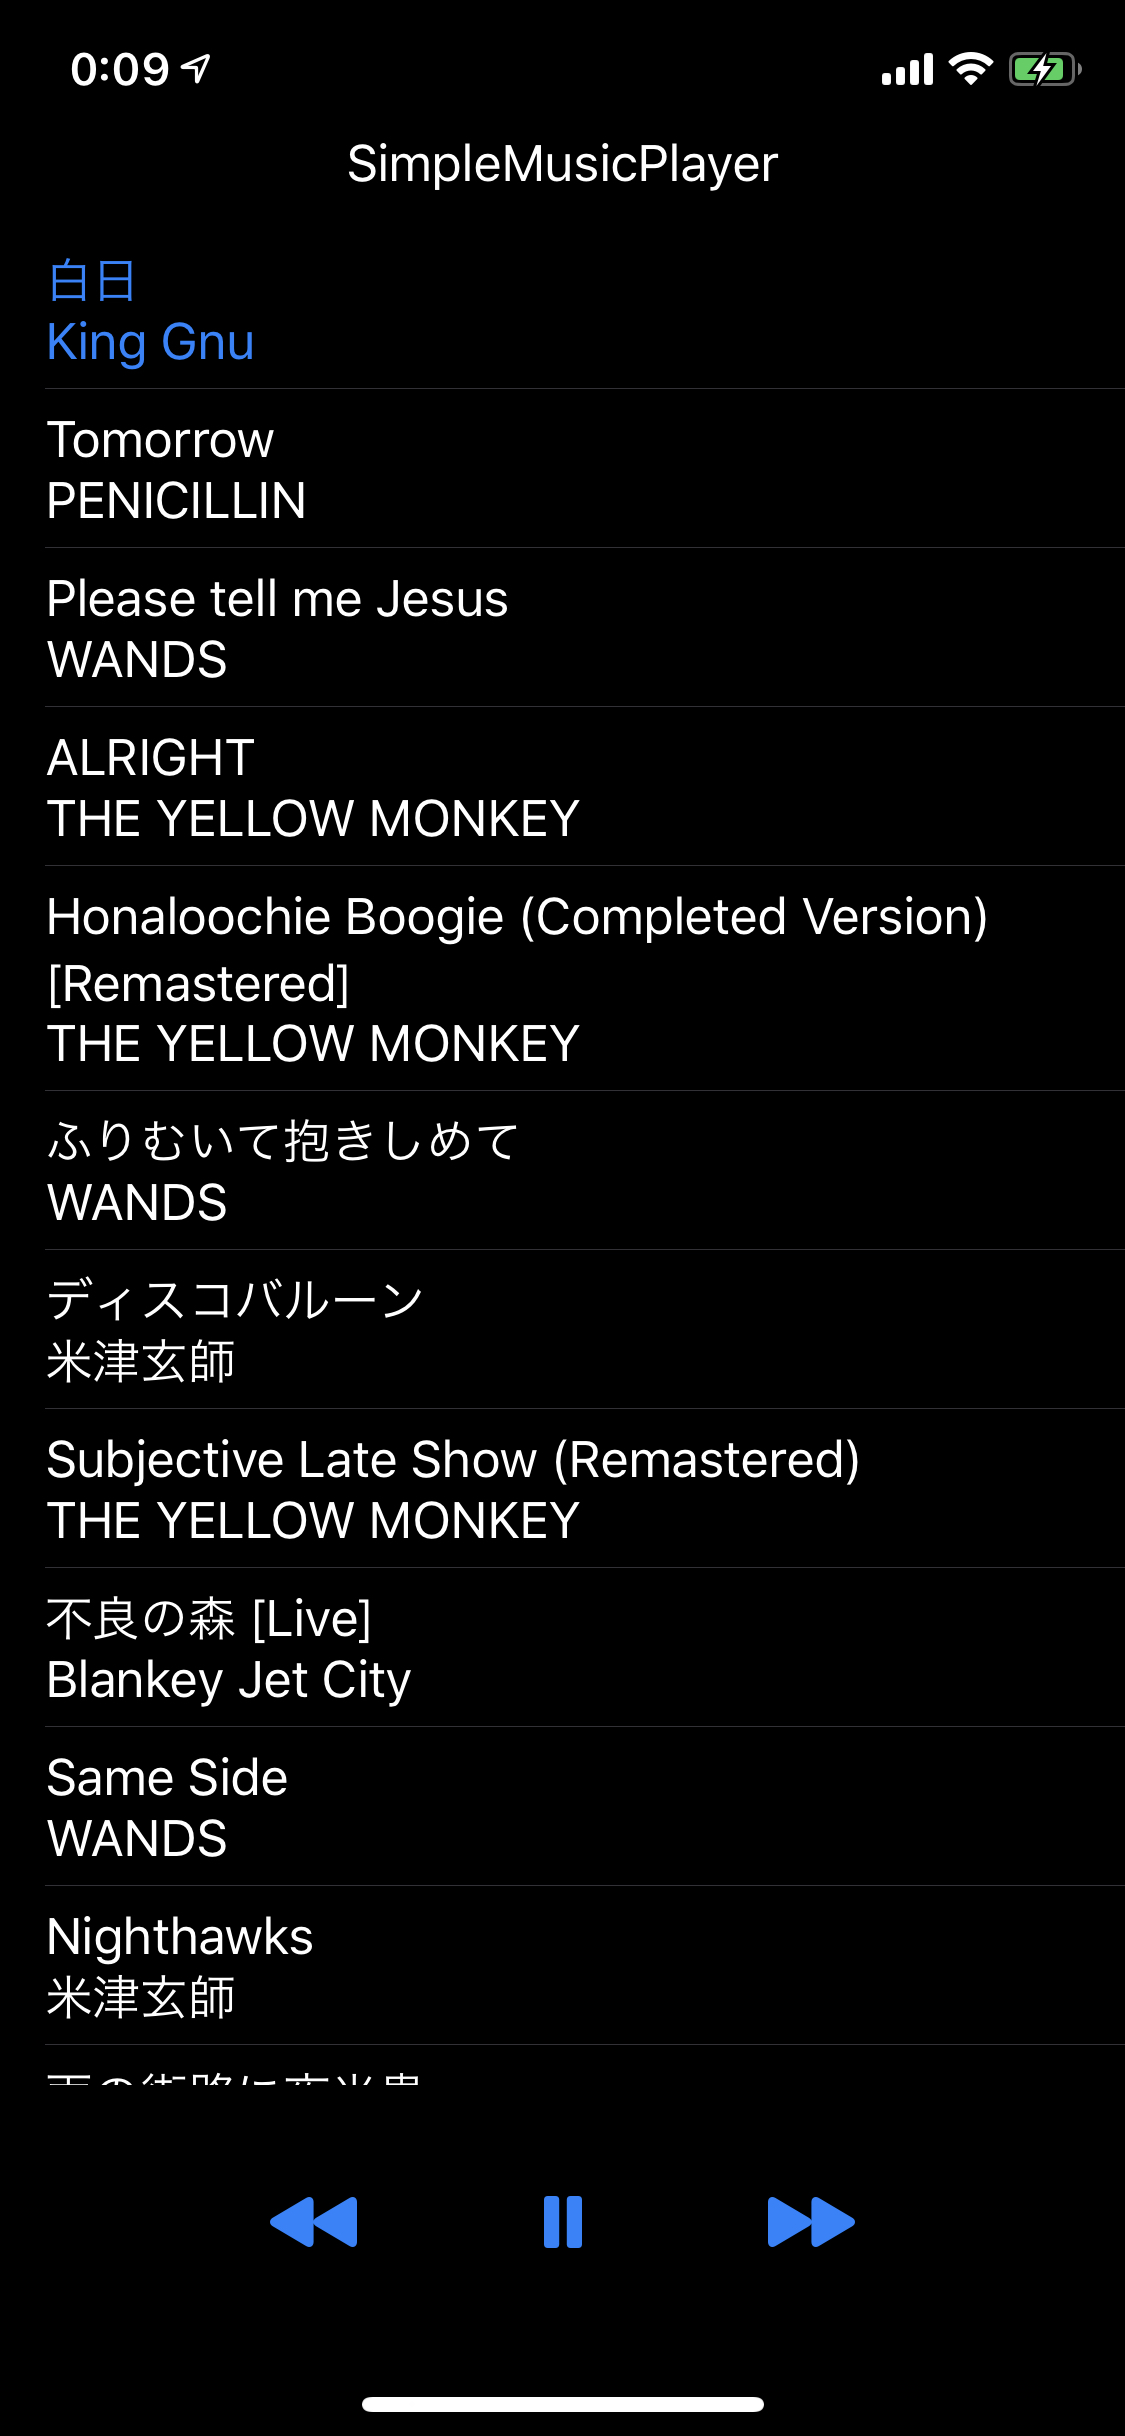 0:09
SimpleMusicPlayer
白日
King Gnu
Tomorrow
PENICILLIN
Please tell me Jesus
WANDS
ALRIGHT
THE YELLOW MONKEY
Honaloochie Boogie (Completed Version)
[Remastered]
THE YELLOW MONKEY
ふりむいて抱きしめて
WANDS
ディスコバルーン
米津玄師
Subjective Late Show (Remastered)
THE YELLOW MONKEY
不良の森 [Live]
Blankey Jet City
Same Side
WANDS
Nighthawks
米津玄師